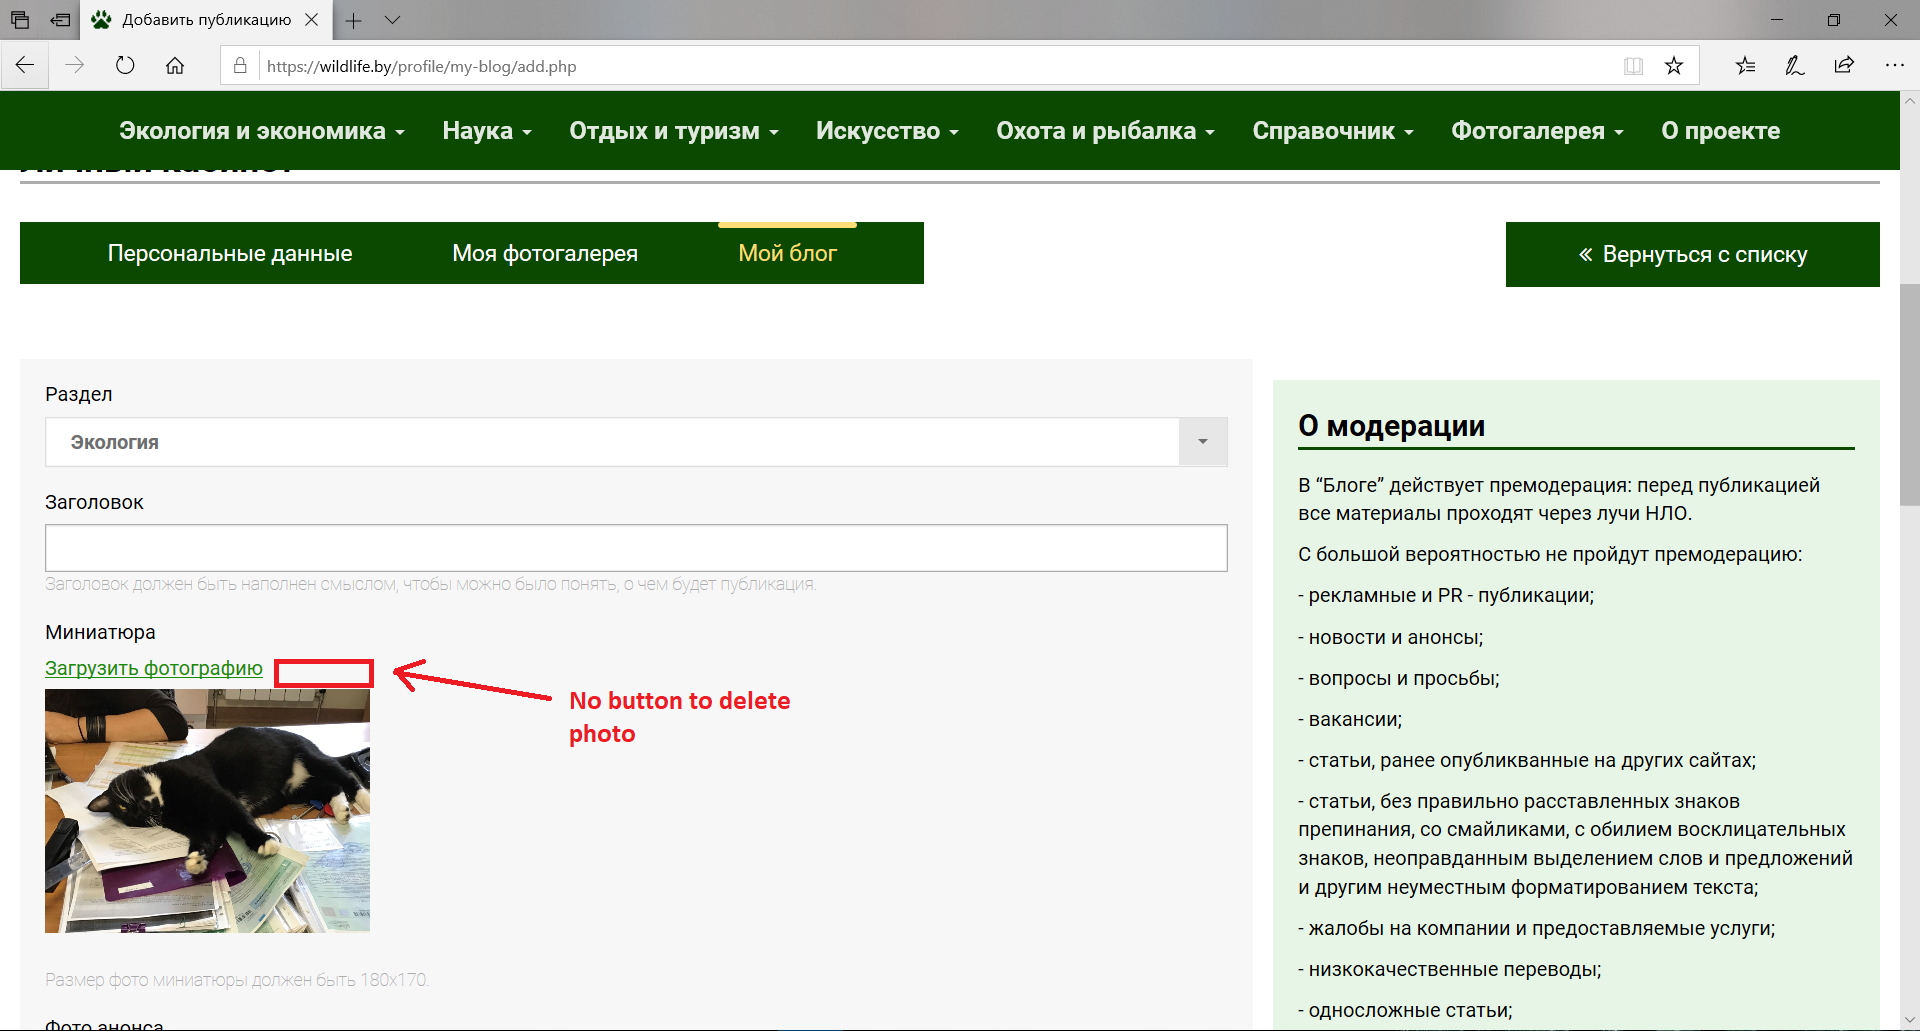 Добавить публикацию
https://wildlife.by/profile/my-blog/add.php
Экология и экономика Наука Отдых и туризм Искусство Охота и рыбалка Справочник Фотогалерея О проекте
Личный кабинет
Персональные данные Моя фотогалерея Мой блог
« Вернуться с списку
Раздел
Экология
Заголовок
Заголовок должен быть наполнен смыслом, чтобы можно было понять, о чем будет публикация.
Миниатюра
Загрузить фотографию
No button to delete
photo
Размер фото миниатюры должен быть 180x170.
Фото анонса
О модерации
В “Блоге” действует премодерация: перед публикацией
все материалы проходят через лучи НЛО.
С большой вероятностью не пройдут премодерацию:
- рекламные и PR - публикации;
- новости и анонсы;
- вопросы и просьбы;
- вакансии;
- статьи, ранее опубликванные на других сайтах;
- статьи, без правильно расставленных знаков
препинания, со смайликами, с обилием восклицательных
знаков, неоправданным выделением слов и предложений
и другим неуместным форматированием текста;
- жалобы на компании и предоставляемые услуги;
- низкокачественные переводы;
- односложные статьи;